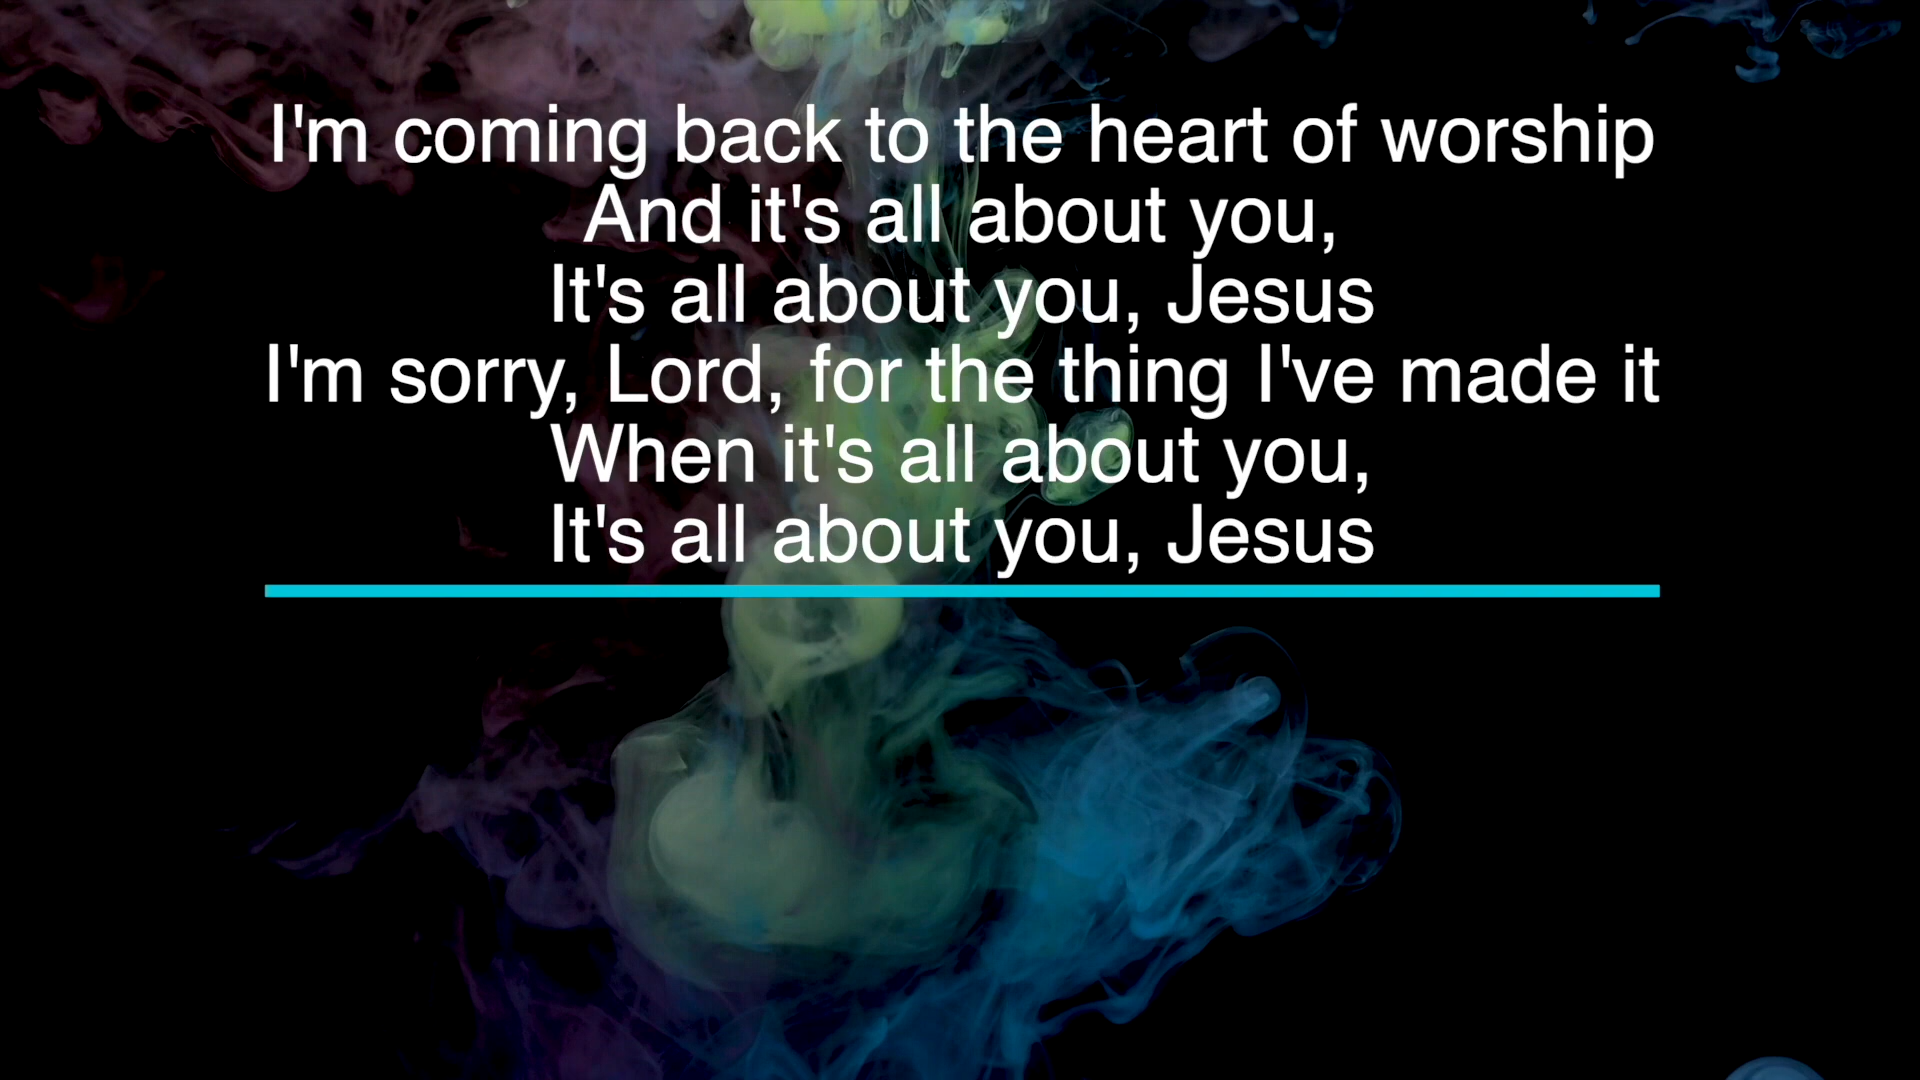 I'm coming back to the heart of worship
And it's all about you,
It's all about you, Jesus
I'm sorry, Lord, for the thing I've made it
When it's all about you,
It's all about you, Jesus